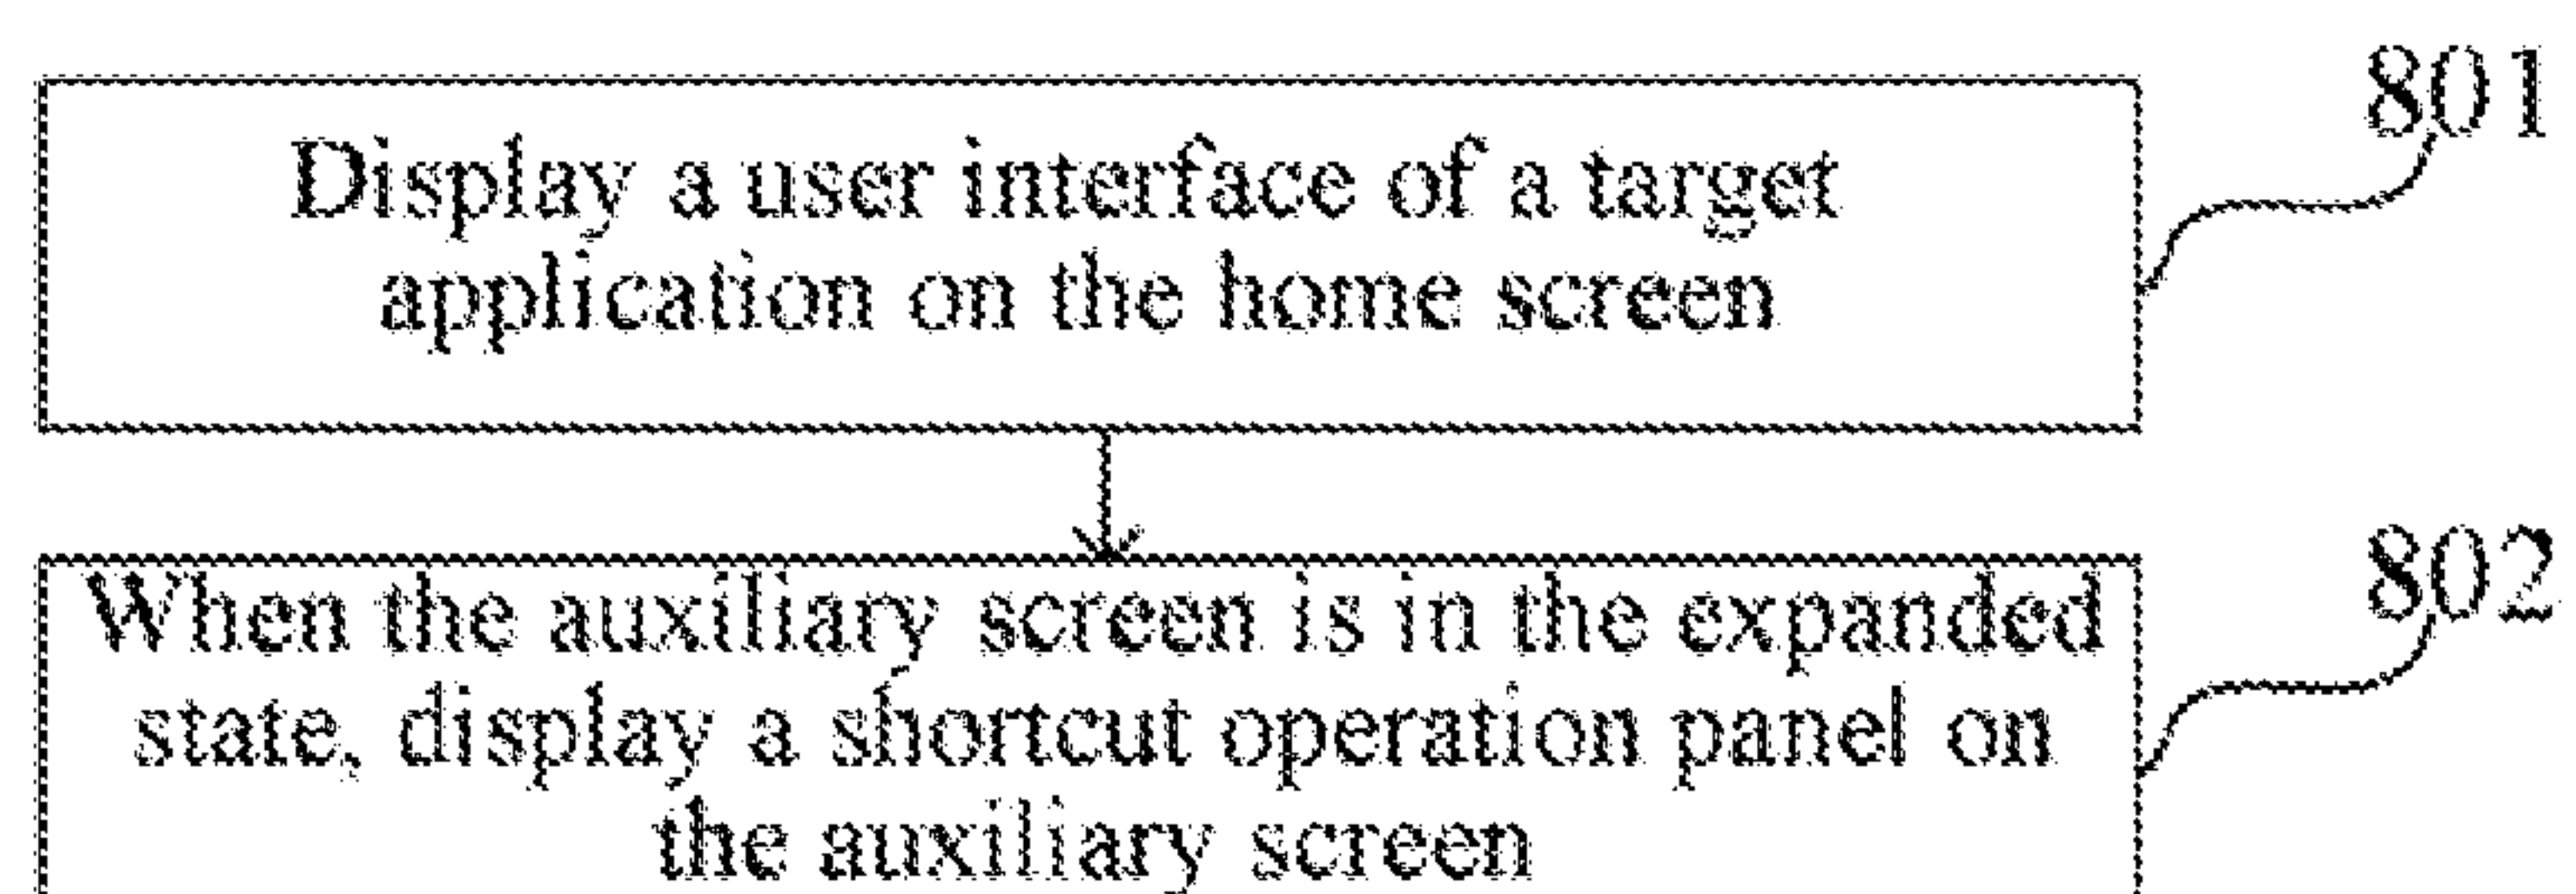 801
Display a user interface of a target
application on the home screen
802
When the auxiliary screen is in the expanded
state, display a shortcut operation panel on
the auxiliary screen